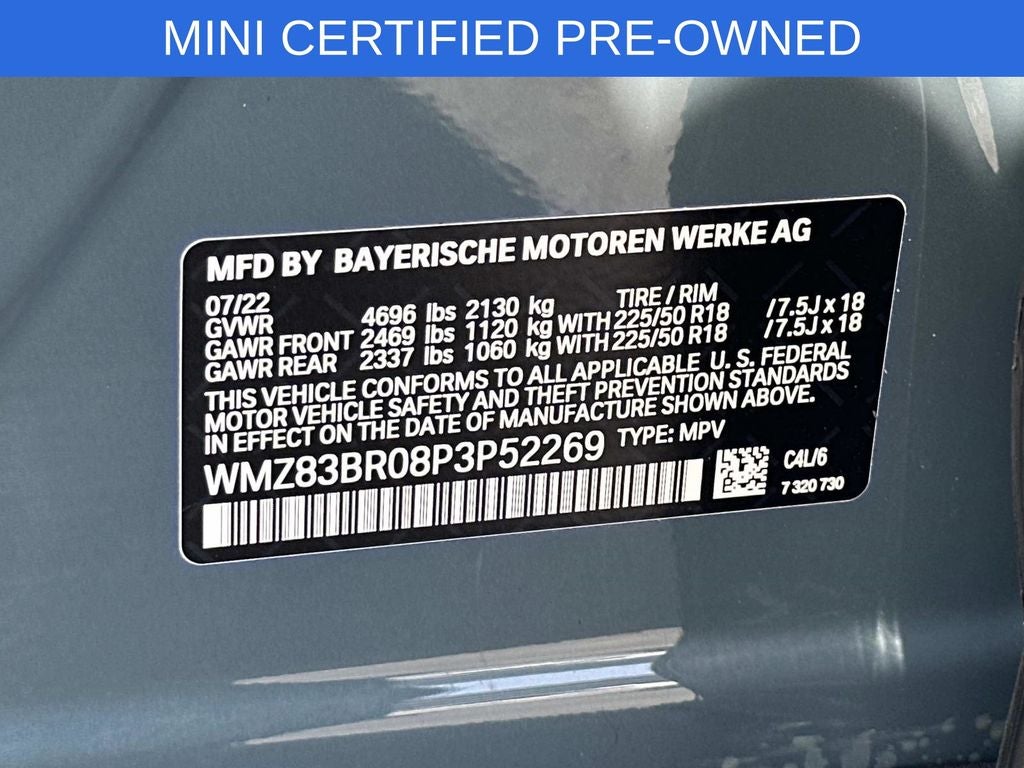 MINI CERTIFIED PRE-OWNED
MFD BY BAYERISCHE MOTOREN WERKE AG
07/22 TIRE / RIM
GVWR 4696 lbs 2130 kg
GAWR FRONT 2469 lbs 1120 kg WITH 225/50 R18 /7.5J x 18
GAWR REAR 2337 lbs 1060 kg WITH 225/50 R18 /7.5J x 18
THIS VEHICLE CONFORMS TO ALL APPLICABLE U. S. FEDERAL
MOTOR VEHICLE SAFETY AND THEFT PREVENTION STANDARDS
IN EFFECT ON THE DATE OF MANUFACTURE SHOWN ABOVE.
WMZ83BR08P3P52269 TYPE: MPV
C4L/6
7 320 730